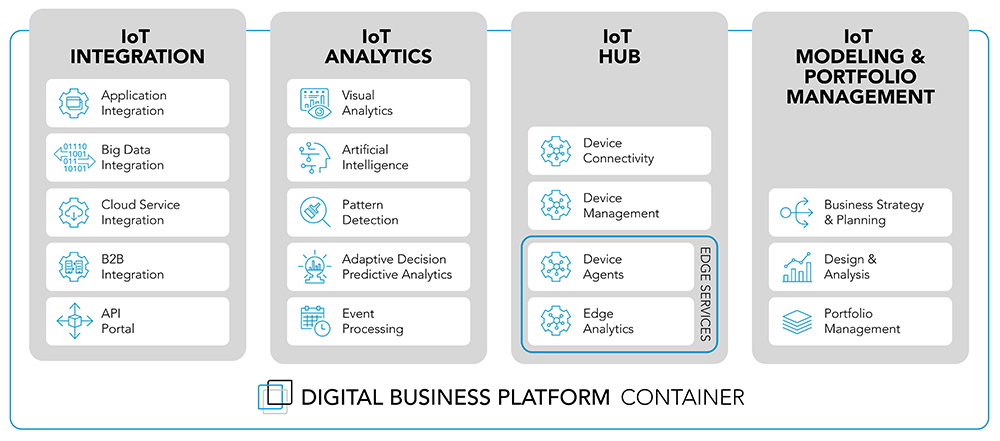 IoT
INTEGRATION
Application
Integration
01110
1001
011
10101
Big Data
Integration
Cloud Service
Integration
B2B
Integration
API
Portal
IoT
ANALYTICS
Visual
Analytics
Artificial
Intelligence
Pattern
Detection
Adaptive Decision
Predictive Analytics
Event
Processing
IoT
HUB
Device
Connectivity
Device
Management
Device
Agents
Edge
Analytics
EDGE SERVICES
IoT
MODELING &
PORTFOLIO
MANAGEMENT
Business Strategy
& Planning
Design &
Analysis
Portfolio
Management
DIGITAL BUSINESS PLATFORM CONTAINER